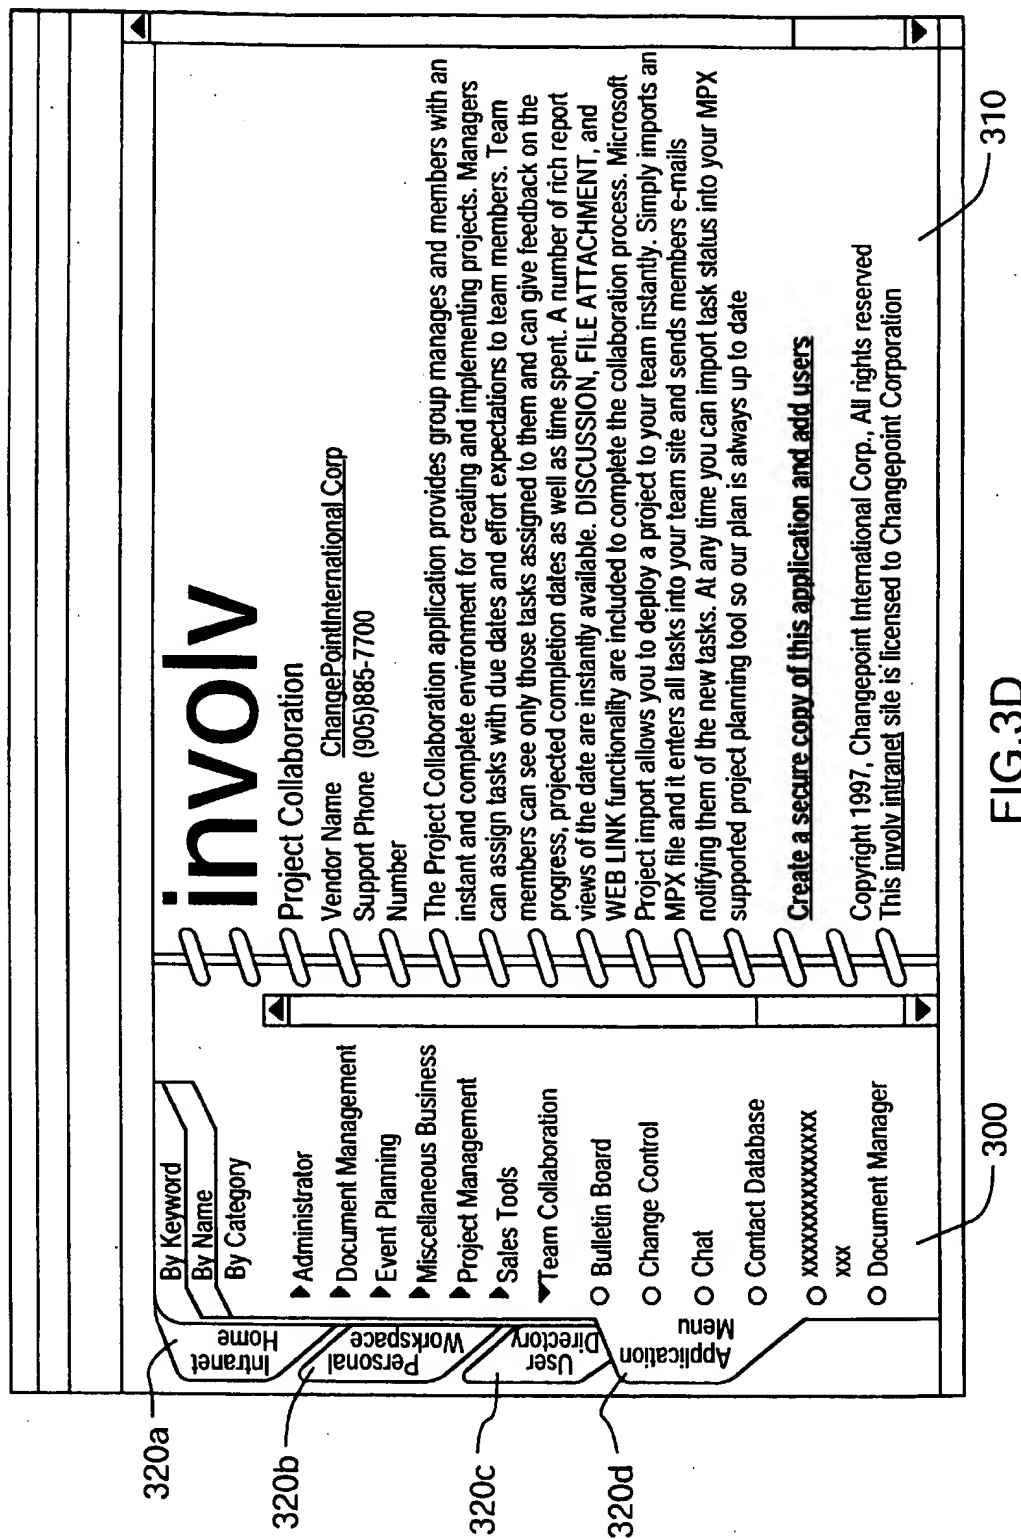 320a
320b
320c
320d
Intranet
Home
Personal
Workspace
User
Directory
Application
Menu
By Keyword
By Name
By Category
Administrator
Document Management
Event Planning
Miscellaneous Business
Project Management
Sales Tools
Team Collaboration
Bulletin Board
Change Control
Chat
Contact Database
xxxxxxxxxxxxxx
xxx
Document Manager
300
involv
Project Collaboration
Vendor Name ChangePointInternational Corp
Support Phone (905)885-7700
Number
The Project Collaboration application provides group manages and members with an
instant and complete environment for creating and implementing projects. Managers
can assign tasks with due dates and effort expectations to team members. Team
members can see only those tasks assigned to them and can give feedback on the
progress, projected completion dates as well as time spent. A number of rich report
views of the date are instantly available. DISCUSSION, FILE ATTACHMENT, and
WEB LINK functionality are included to complete the collaboration process. Microsoft
Project import allows you to deploy a project to your team instantly. Simply imports an
MPX file and it enters all tasks into your team site and sends members e-mails
notifying them of the new tasks. At any time you can import task status into your MPX
supported project planning tool so our plan is always up to date
Create a secure copy of this application and add users
Copyright 1997, Changepoint International Corp., All rights reserved
This involv intranet site is licensed to Changepoint Corporation
310
FIG.3D